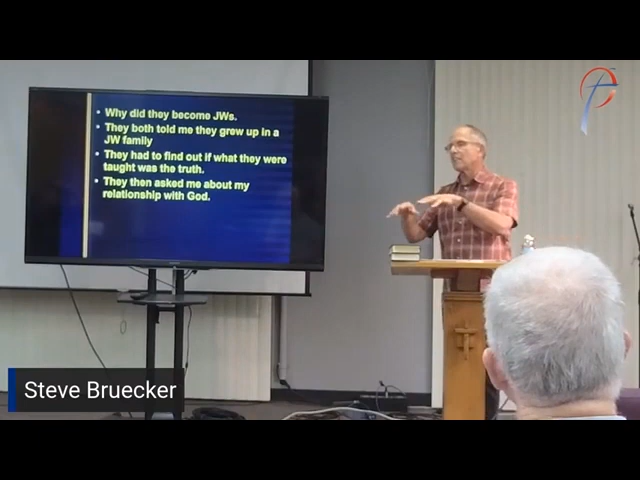 • Why did they become JWs.
• They both told me they grew up in a
JW family
• They had to find out if what they were
taught was the truth.
• They then asked me about my
relationship with God.
Steve Bruecker